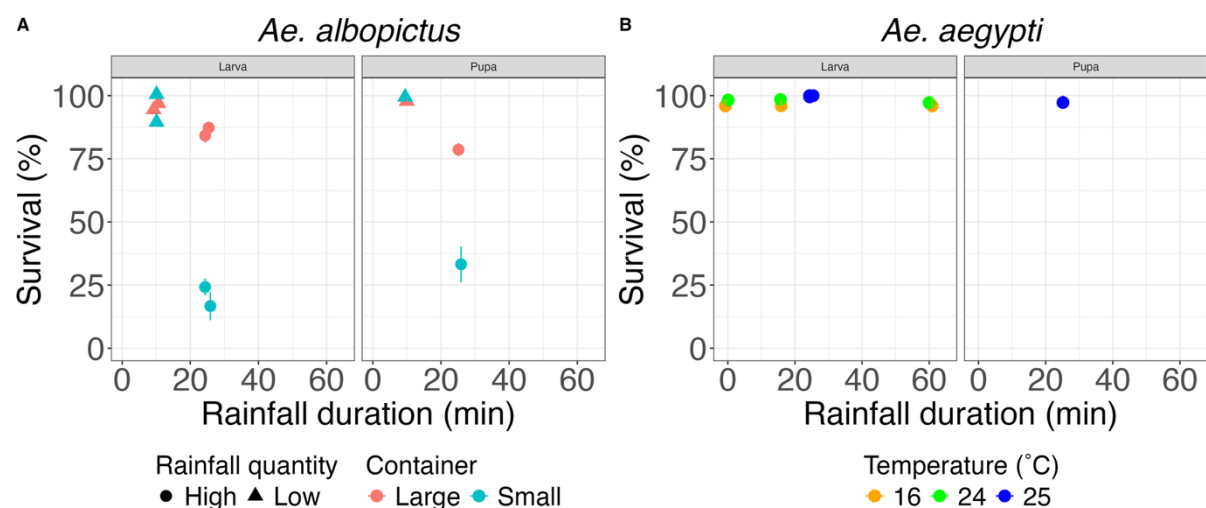 A Ae. albopictus B Ae. aegypti
Larva Pupa Larva Pupa
100 100
75 75
50 50
25 25
0 0
0 20 40 60 0 20 40 60 0 20 40 60 0 20 40 60
Survival (%) Survival (%)
Rainfall duration (min) Rainfall duration (min)
Rainfall quantity Container Temperature (°C)
High Low Large Small 16 24 25